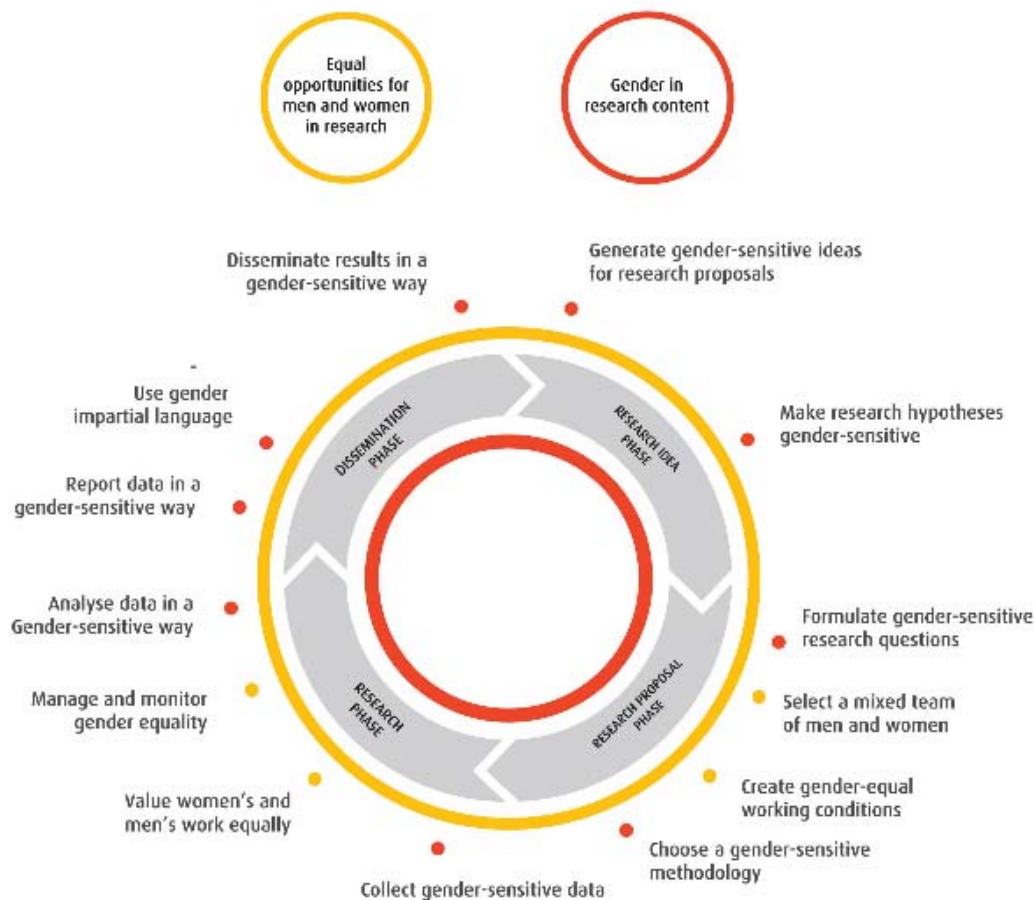 Equal
opportunities for
men and women
in research
Gender in
research content
Disseminate results in a
gender-sensitive way
Generate gender-sensitive ideas
for research proposals
-
Use gender
impartial language
Make research hypotheses
gender-sensitive
Report data in a
gender-sensitive way
Analyse data in a
Gender-sensitive way
Formulate gender-sensitive
research questions
Manage and monitor
gender equality
Select a mixed team
of men and women
Value women's and
men's work equally
Create gender-equal
working conditions
Choose a gender-sensitive
methodology
Collect gender-sensitive data
DISSEMINATION
PHASE
RESEARCH IDEA
PHASE
RESEARCH
PHASE
RESEARCH PROPOSAL
PHASE